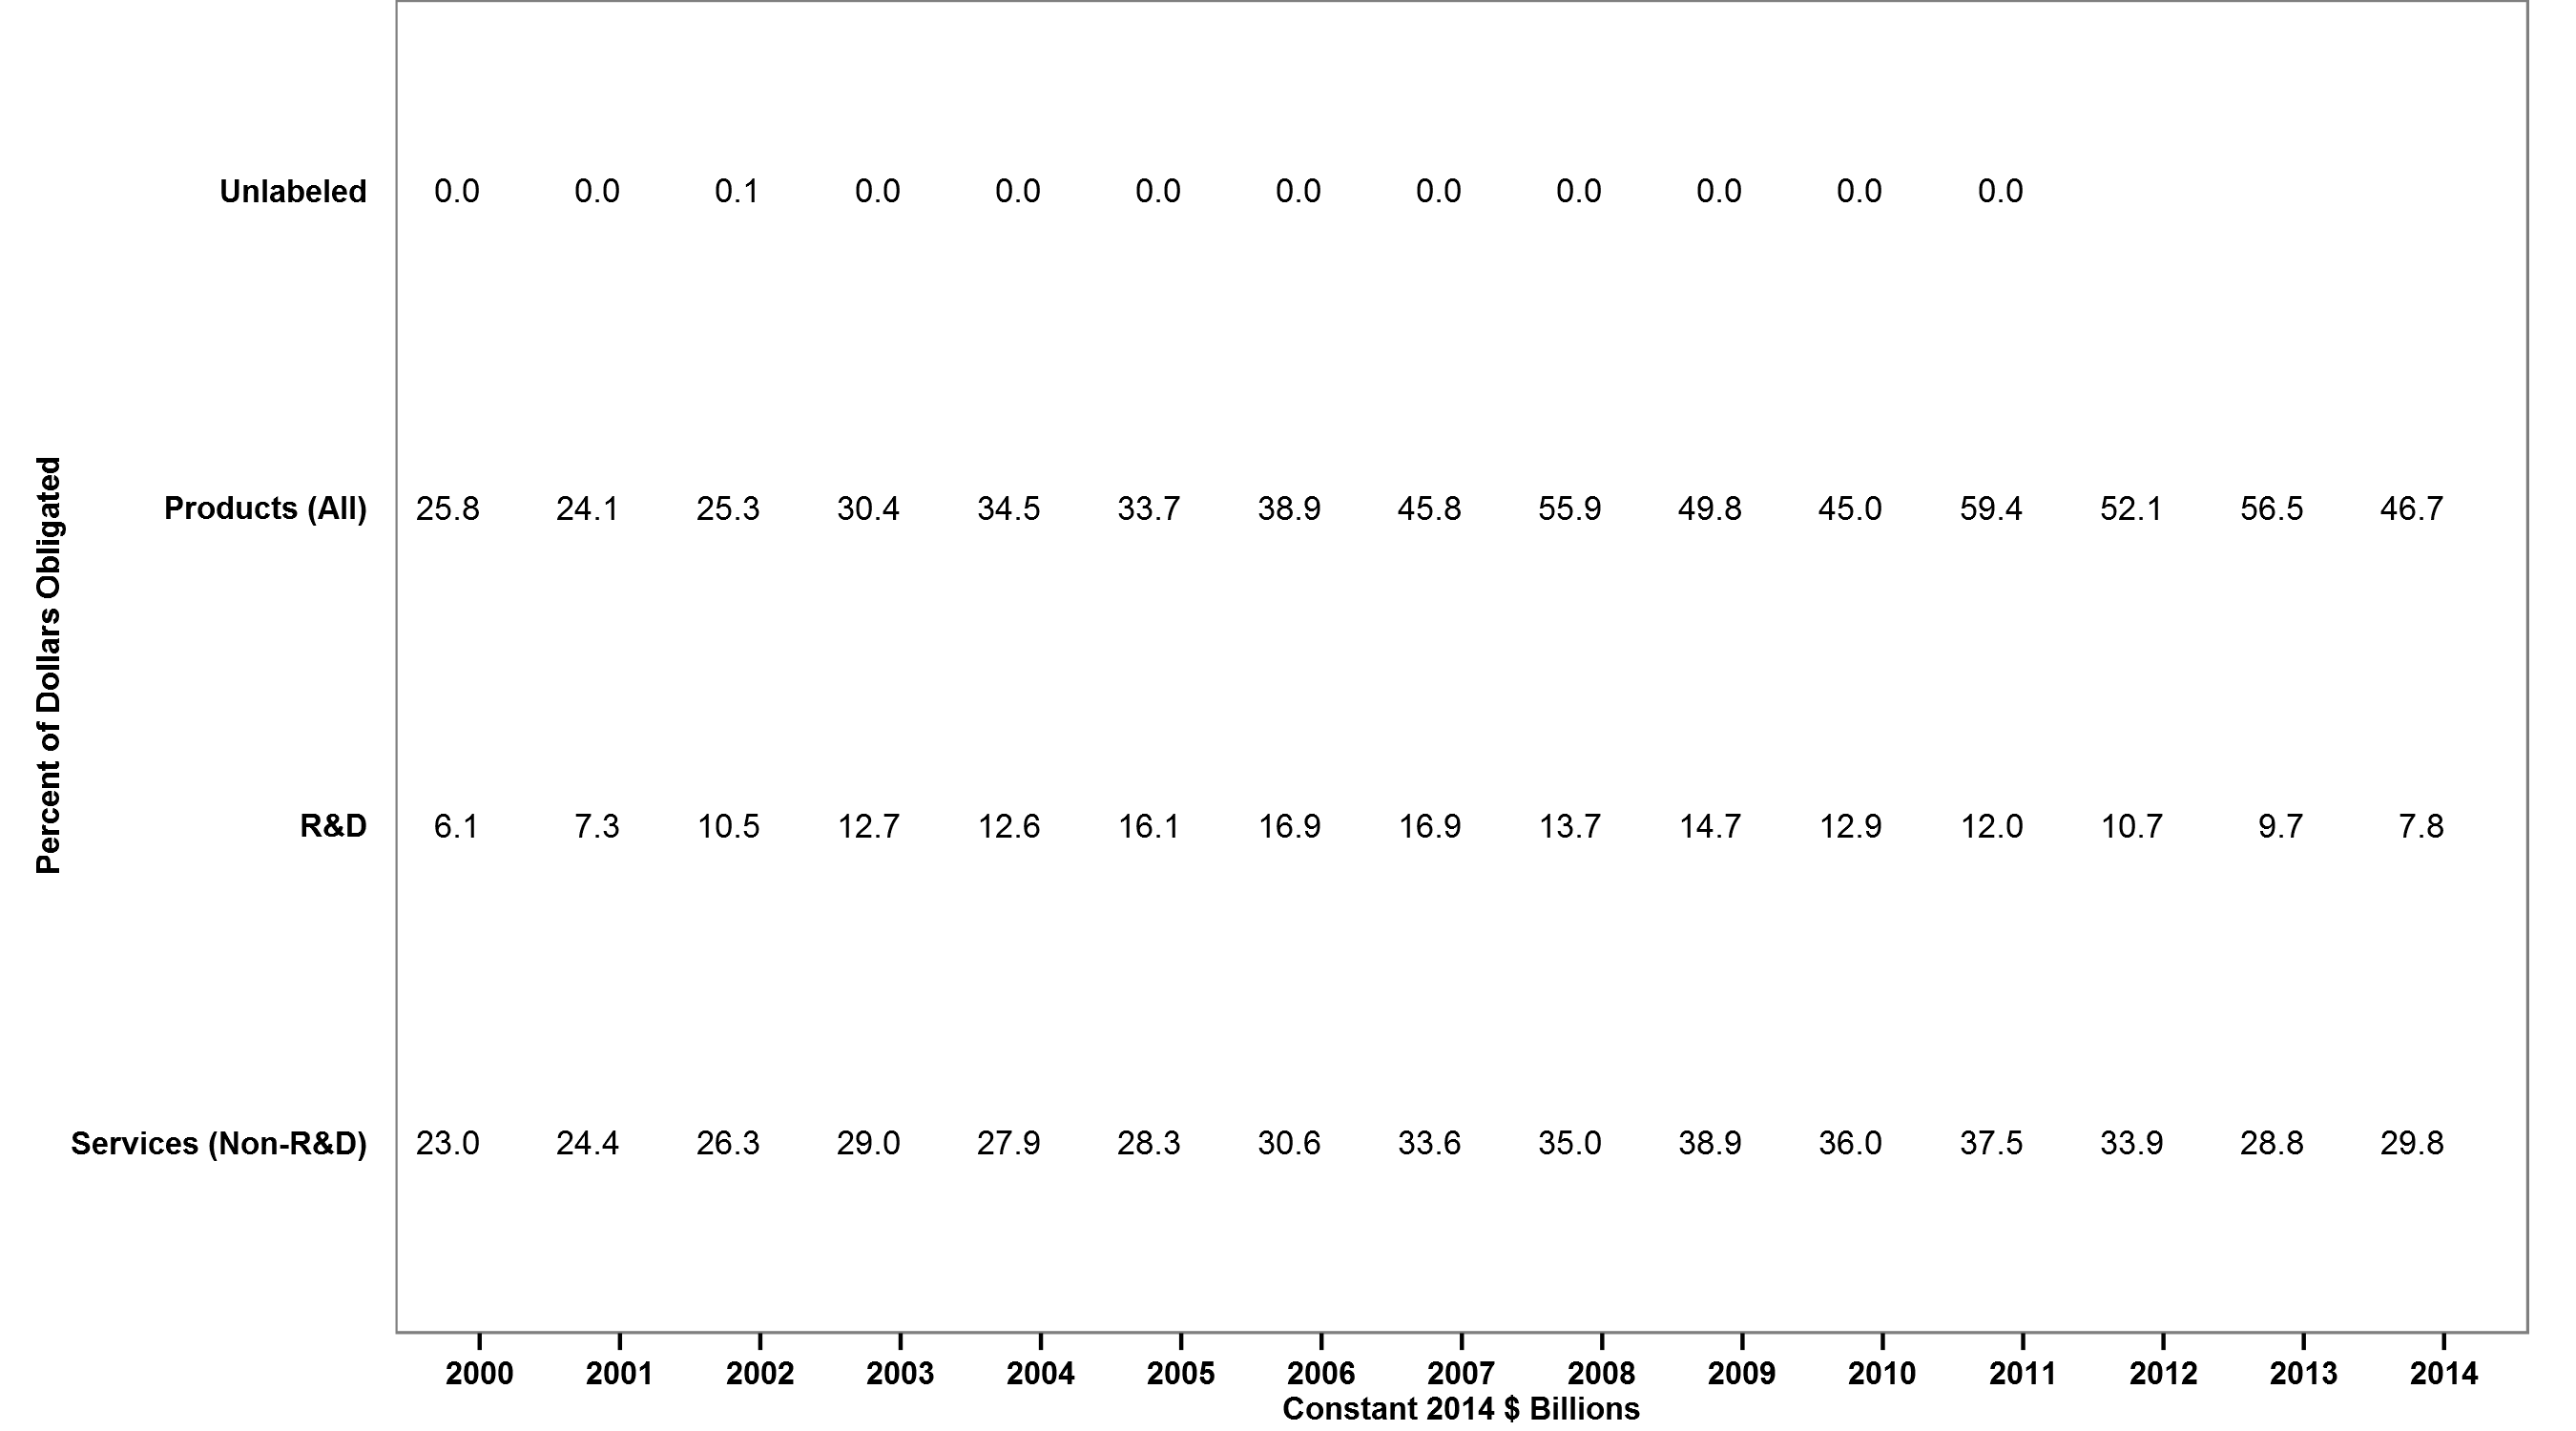 Percent of Dollars Obligated
Unlabeled 0.0 0.0 0.1 0.0 0.0 0.0 0.0 0.0 0.0 0.0 0.0 0.0
Products (All) 25.8 24.1 25.3 30.4 34.5 33.7 38.9 45.8 55.9 49.8 45.0 59.4 52.1 56.5 46.7
R&D 6.1 7.3 10.5 12.7 12.6 16.1 16.9 16.9 13.7 14.7 12.9 12.0 10.7 9.7 7.8
Services (Non-R&D) 23.0 24.4 26.3 29.0 27.9 28.3 30.6 33.6 35.0 38.9 36.0 37.5 33.9 28.8 29.8
2000 2001 2002 2003 2004 2005 2006 2007 2008 2009 2010 2011 2012 2013 2014
Constant 2014 $ Billions